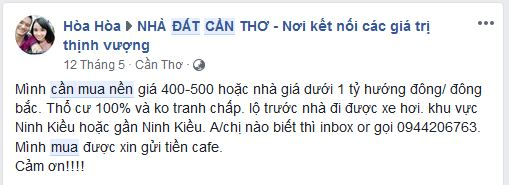 Hòa Hòa ▸ NHÀ ĐẤT CẦN THƠ - Nơi kết nối các giá trị
thịnh vượng
12 Tháng 5 · Cần Thơ ·
Mình cần mua nền giá 400-500 hoặc nhà giá dưới 1 tỷ hướng đông/ đông
bắc. Thổ cư 100% và ko tranh chấp. lộ trước nhà đi được xe hơi. khu vực
Ninh Kiều hoặc gần Ninh Kiều. A/chị nào biết thì inbox or gọi 0944206763.
Mình mua được xin gửi tiền cafe.
Cảm ơn!!!!